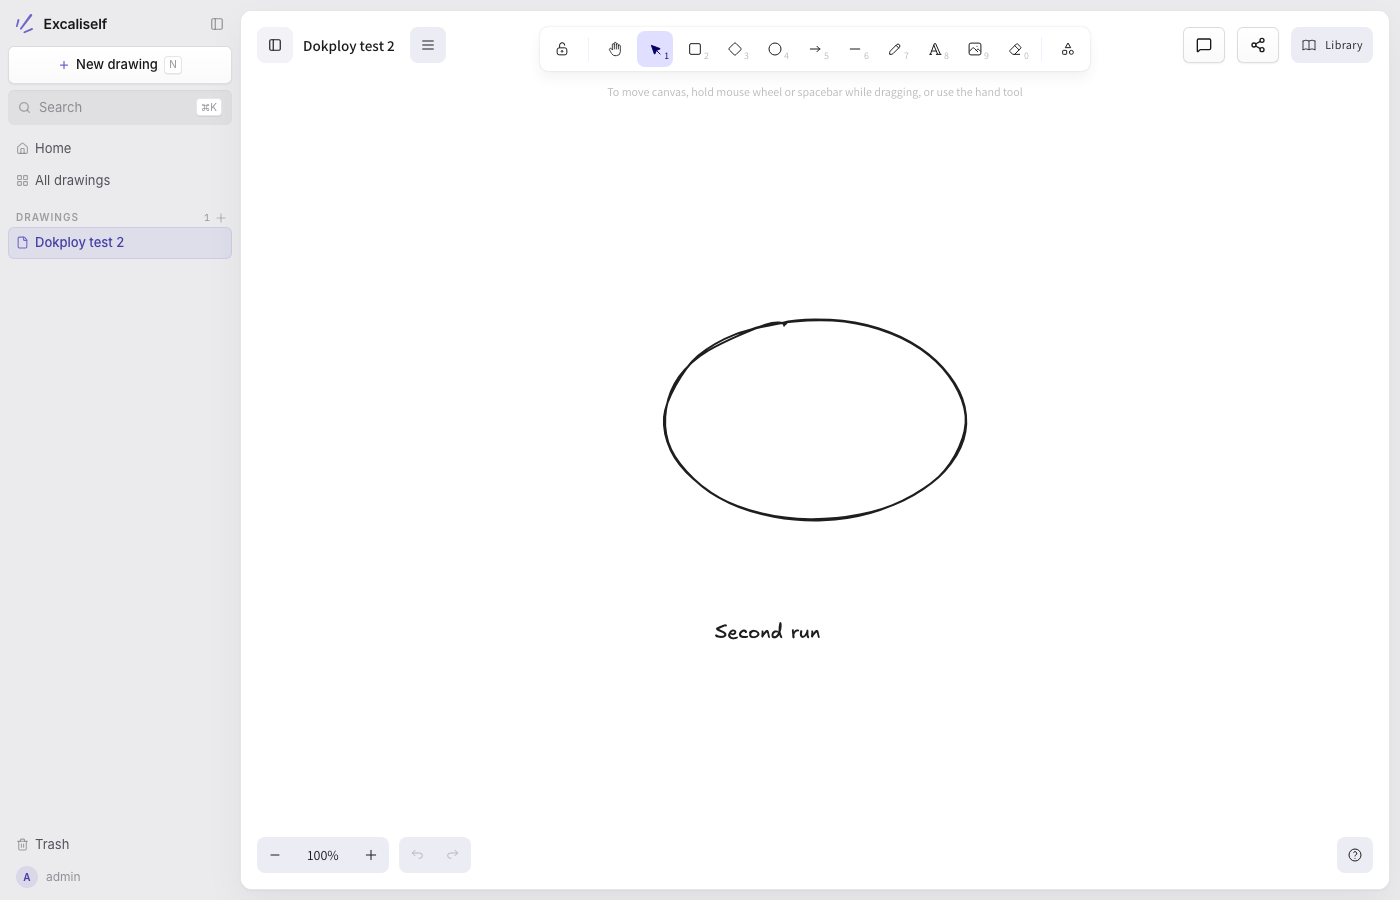 Excaliself
New drawing N
Search ⌘K
Home
All drawings
DRAWINGS 1
Dokploy test 2
Trash
A admin
Dokploy test 2
1 2 3 4 5 6 7 8 9 0
Library
To move canvas, hold mouse wheel or spacebar while dragging, or use the hand tool
Second run
100%